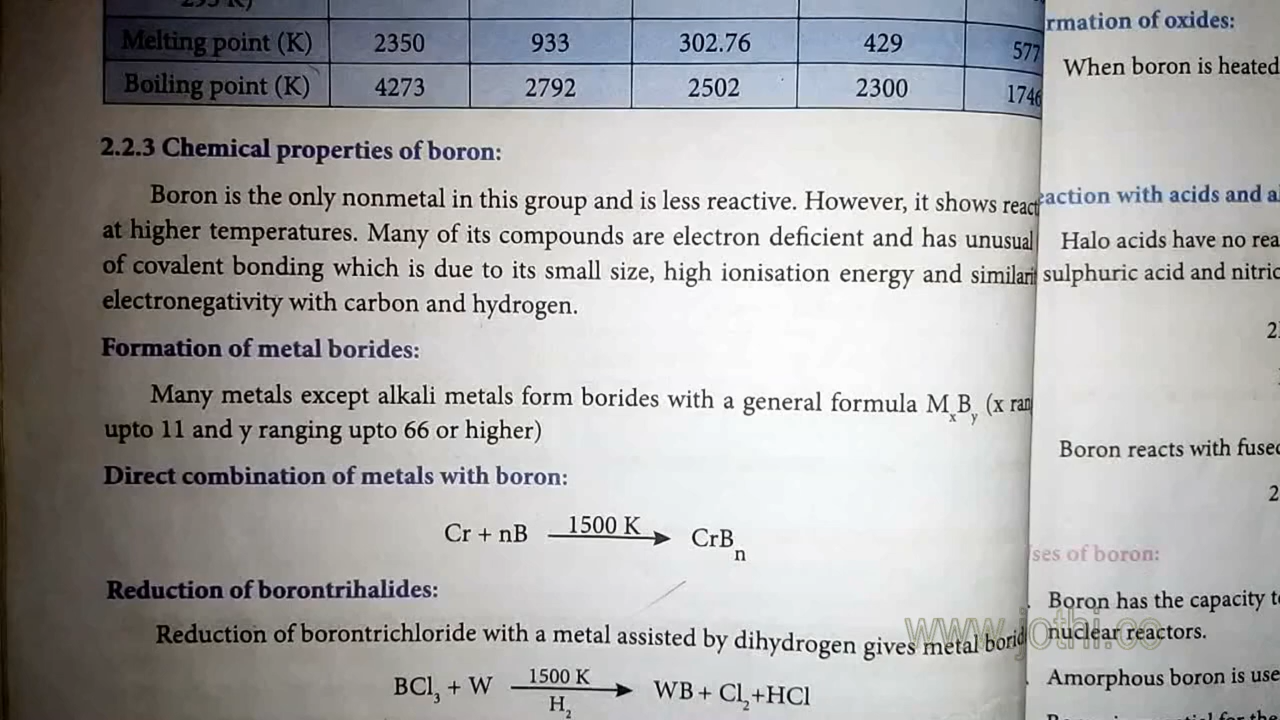 Melting point (K) 2350 933 302.76 429 577
Boiling point (K) 4273 2792 2502 2300 1746
2.2.3 Chemical properties of boron:
Boron is the only nonmetal in this group and is less reactive. However, it shows react
at higher temperatures. Many of its compounds are electron deficient and has unusual
of covalent bonding which is due to its small size, high ionisation energy and similarit
electronegativity with carbon and hydrogen.
Formation of metal borides:
Many metals except alkali metals form borides with a general formula MxBy (x ran
upto 11 and y ranging upto 66 or higher)
Direct combination of metals with boron:
Cr + nB 1500 K → CrBn
Reduction of borontrihalides:
Reduction of borontrichloride with a metal assisted by dihydrogen gives metal borid
BCl₃ + W 1500 K → H₂ WB + Cl₂+HCl
rmation of oxides:
When boron is heated
eaction with acids and al
Halo acids have no rea
sulphuric acid and nitric
2
Boron reacts with fused
2
ses of boron:
Boron has the capacity to
nuclear reactors.
Amorphous boron is use
www.jothi.co